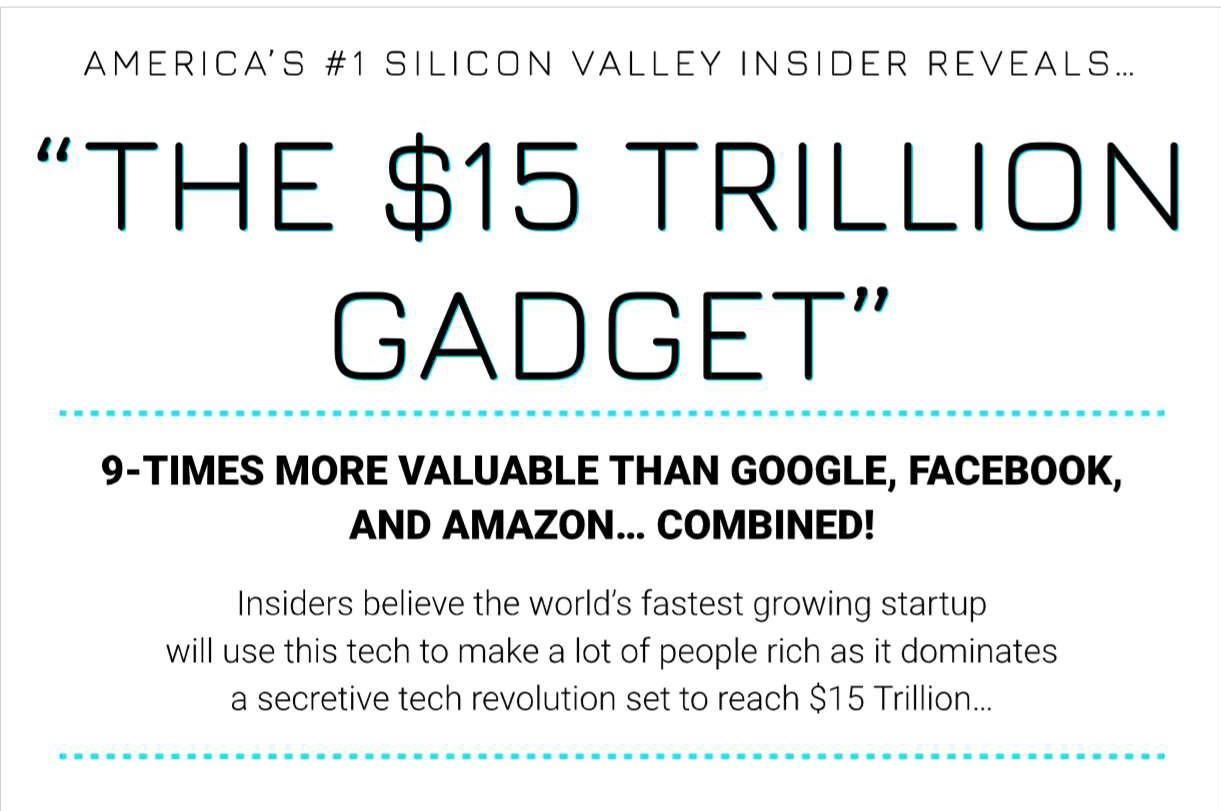 AMERICA’S #1 SILICON VALLEY INSIDER REVEALS…
“THE $15 TRILLION
GADGET”
9-TIMES MORE VALUABLE THAN GOOGLE, FACEBOOK,
AND AMAZON… COMBINED!
Insiders believe the world’s fastest growing startup
will use this tech to make a lot of people rich as it dominates
a secretive tech revolution set to reach $15 Trillion…